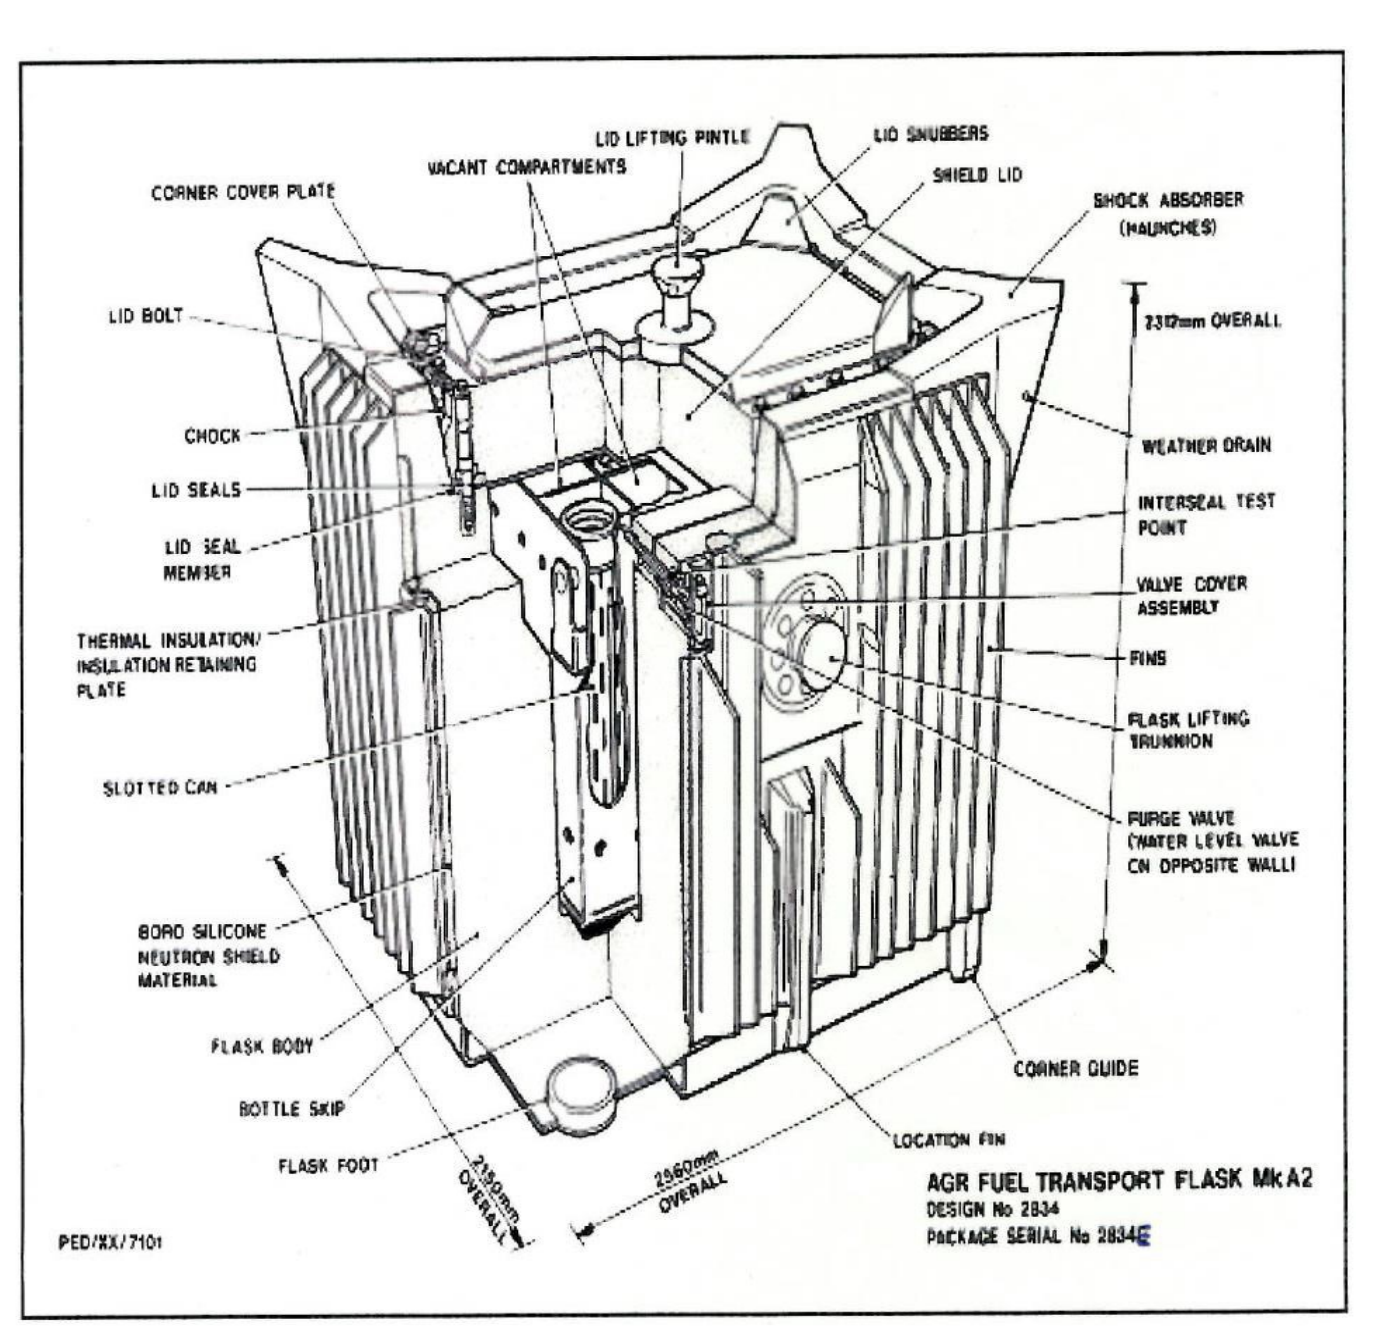 LID LIFTING PINTLE
LID SNUBBERS
VACANT COMPARTMENTS
SHIELD LID
CORNER COVER PLATE
SHOCK ABSORBER
(HAUNCHES)
LID BOLT
OVERALL
CHOCK
WEATHER DRAIN
LID SEALS
INTERSEAL TEST
POINT
LID SEAL
MEMBER
VALVE COVER
ASSEMBLY
THERMAL INSULATION/
INSULATION RETAINING
PLATE
FINS
FLASK LIFTING
TRUNNION
SLOTTED CAN
PURGE VALVE
(WATER LEVEL VALVE
ON OPPOSITE WALL)
BORO SILICONE
NEUTRON SHIELD
MATERIAL
FLASK BODY
CORNER GUIDE
BOTTLE SKIP
LOCATION FIN
FLASK FOOT
2190mm
OVERALL
2560mm
OVERALL
AGR FUEL TRANSPORT FLASK Mk A2
DESIGN No 2834
PACKAGE SERIAL No 2834E
PED/XX/7101